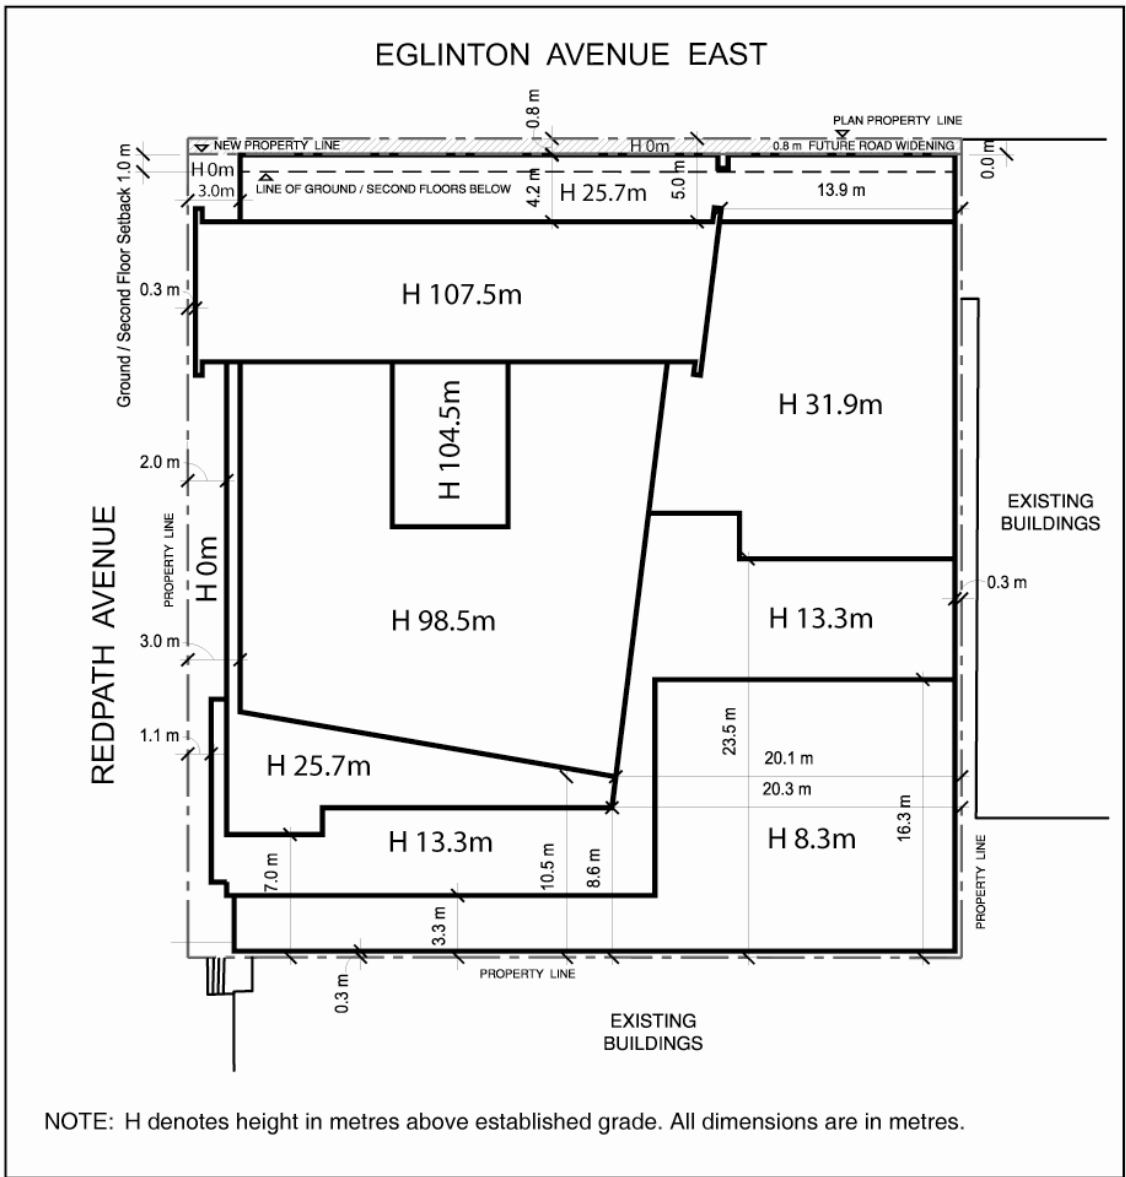 EGLINTON AVENUE EAST
0.8 m
PLAN PROPERTY LINE
NEW PROPERTY LINE
H 0m
0.8 m FUTURE ROAD WIDENING
0.0 m
Ground / Second Floor Setback 1.0 m
H 0m
3.0m
LINE OF GROUND / SECOND FLOORS BELOW
4.2 m
H 25.7m
5.0 m
13.9 m
0.3 m
H 107.5m
H 104.5m
H 31.9m
2.0 m
EXISTING
BUILDINGS
REDPATH AVENUE
PROPERTY LINE
H 0m
H 98.5m
H 13.3m
0.3 m
3.0 m
1.1 m
H 25.7m
23.5 m
20.1 m
20.3 m
16.3 m
H 13.3m
H 8.3m
7.0 m
10.5 m
8.6 m
3.3 m
PROPERTY LINE
0.3 m
PROPERTY LINE
EXISTING
BUILDINGS
NOTE: H denotes height in metres above established grade. All dimensions are in metres.